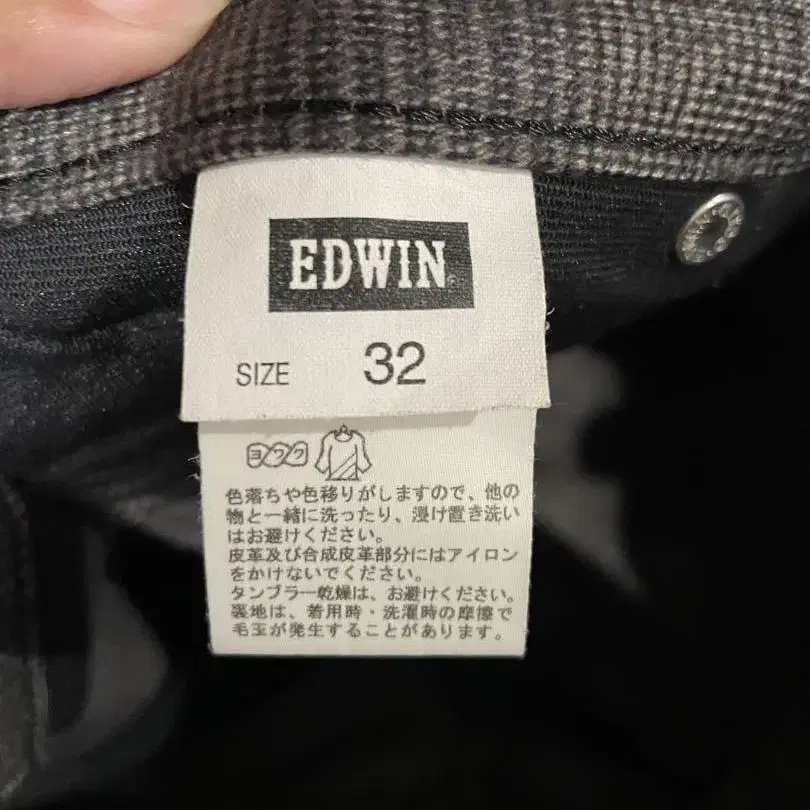 EDWIN
SIZE 32
ヨワク
色落ちや色移りがしますので、他の
物と一緒に洗ったり、浸け置き洗い
はお避けください。
皮革及び合成皮革部分にはアイロン
をかけないでください。
タンブラー乾燥は、お避けください。
裏地は、着用時・洗濯時の摩擦で
毛玉が発生することがあります。